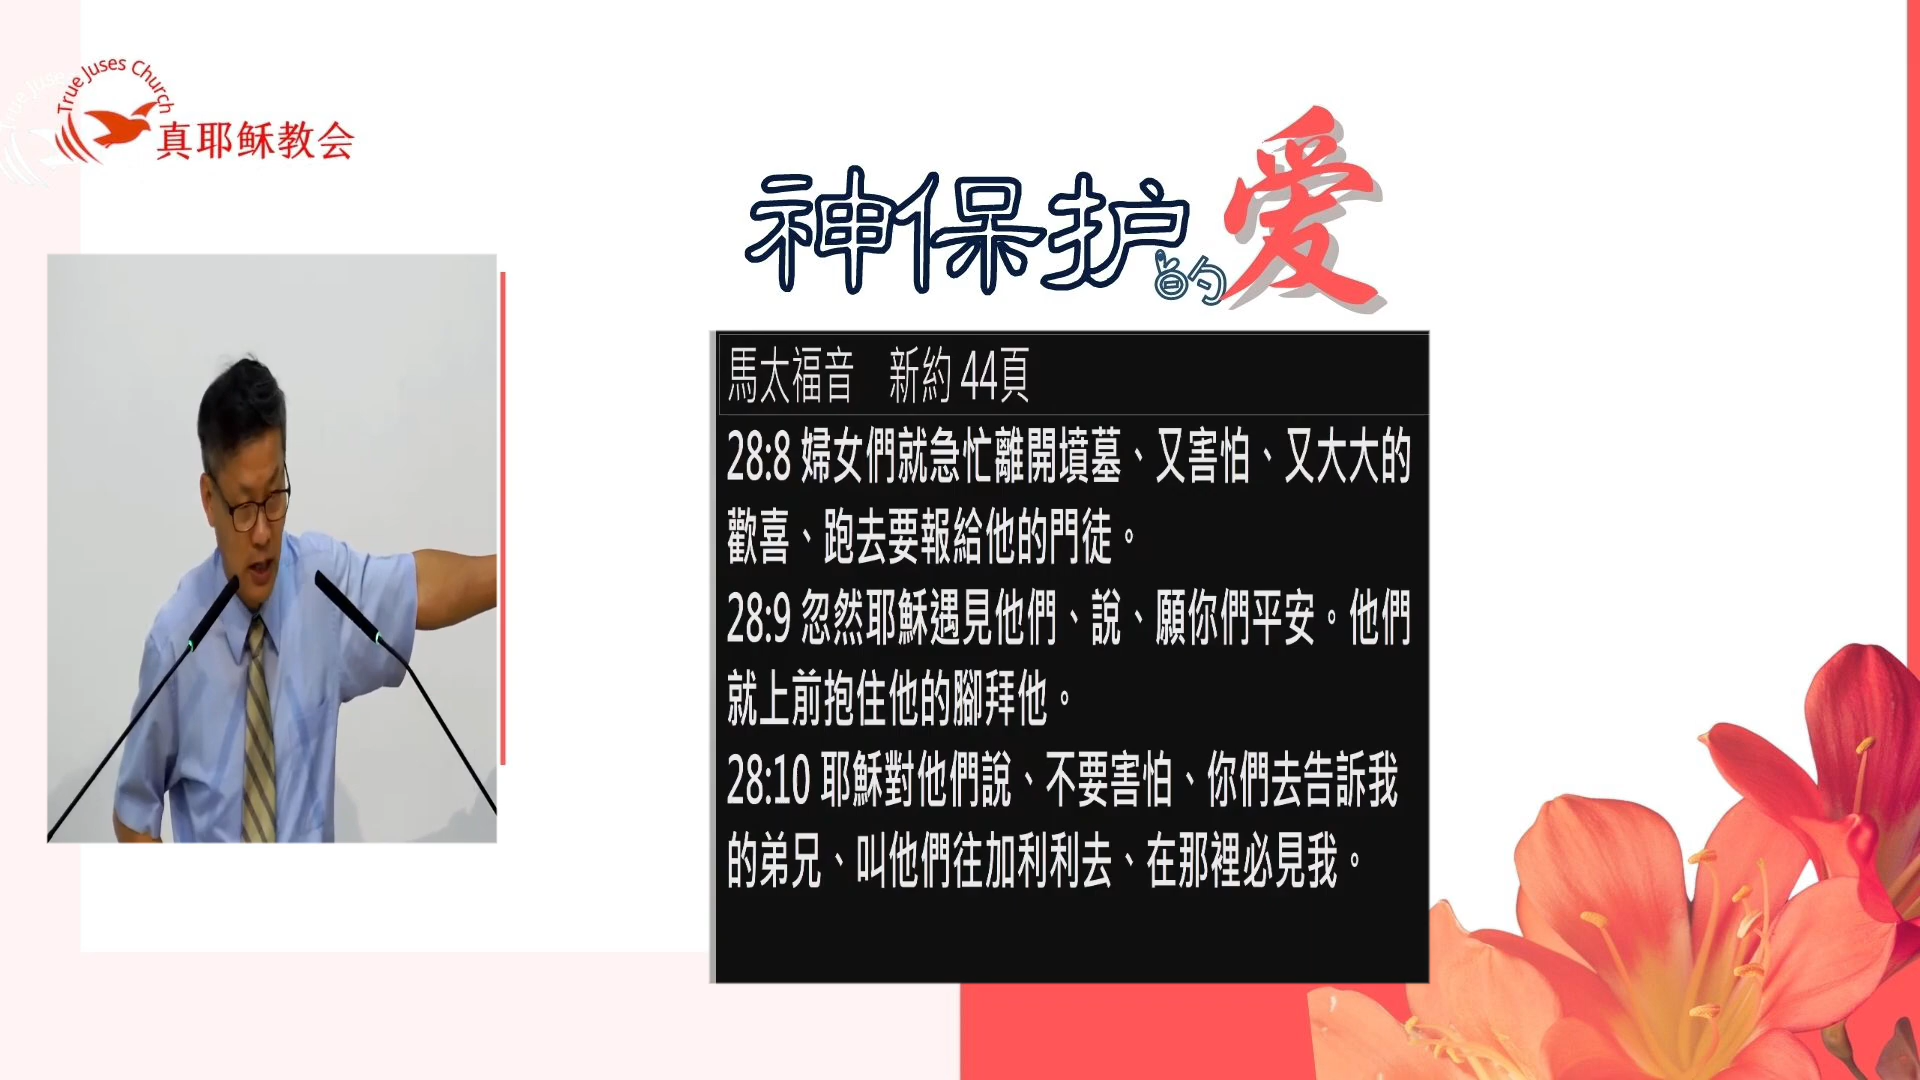 True Juses Church
真耶稣教会
神保护的爱
馬太福音 新約 44頁
28:8 婦女們就急忙離開墳墓、又害怕、又大大的
歡喜、跑去要報給他的門徒。
28:9 忽然耶穌遇見他們、說、願你們平安。他們
就上前抱住他的腳拜他。
28:10 耶穌對他們說、不要害怕、你們去告訴我
的弟兄、叫他們往加利利去、在那裡必見我。